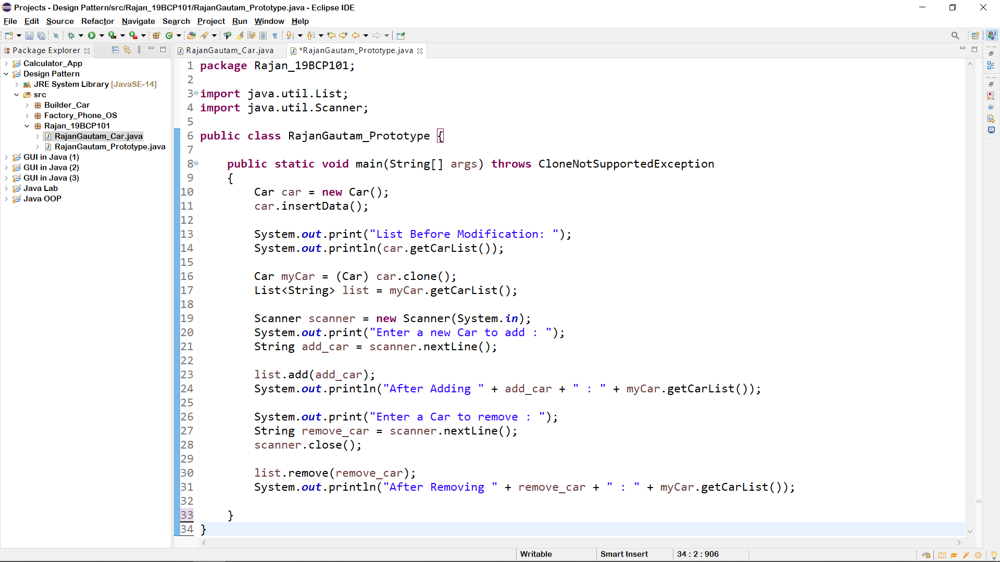 Projects - Design Pattern/src/Rajan_19BCP101/RajanGautam_Prototype.java - Eclipse IDE
File Edit Source Refactor Navigate Search Project Run Window Help
Package Explorer
Calculator_App
Design Pattern
JRE System Library [JavaSE-14]
src
Builder_Car
Factory_Phone_OS
Rajan_19BCP101
RajanGautam_Car.java
RajanGautam_Prototype.java
GUI in Java (1)
GUI in Java (2)
GUI in Java (3)
Java Lab
Java OOP
RajanGautam_Car.java *RajanGautam_Prototype.java
1 package Rajan_19BCP101;
2
3 import java.util.List;
4 import java.util.Scanner;
5
6 public class RajanGautam_Prototype {
7
8 public static void main(String[] args) throws CloneNotSupportedException
9 {
10 Car car = new Car();
11 car.insertData();
12
13 System.out.print("List Before Modification: ");
14 System.out.println(car.getCarList());
15
16 Car myCar = (Car) car.clone();
17 List<String> list = myCar.getCarList();
18
19 Scanner scanner = new Scanner(System.in);
20 System.out.print("Enter a new Car to add : ");
21 String add_car = scanner.nextLine();
22
23 list.add(add_car);
24 System.out.println("After Adding " + add_car + " : " + myCar.getCarList());
25
26 System.out.print("Enter a Car to remove : ");
27 String remove_car = scanner.nextLine();
28 scanner.close();
29
30 list.remove(remove_car);
31 System.out.println("After Removing " + remove_car + " : " + myCar.getCarList());
32
33 }
34 }
Writable Smart Insert 34 : 2 : 906